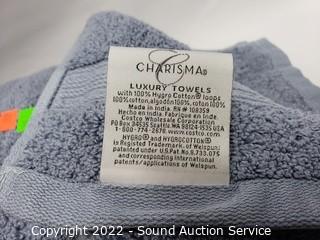 C
CHARISMA®
LUXURY TOWELS
with 100% Hygro Cotton® loops
100% cotton, algodón 100%, coton 100%
Made in India. RN # 108359
Hecho en India. Fabrique en Inde.
Costco Wholesale Corporation
PO BOX 34535 SEATTLE, WA 98124-1535 USA
1-800-774-2678 www.costco.com
HYGRO® and HYGROCOTTON®
is Registered Trademark of Welspun,
patented under U.S.Pat.No.8,733,075
and corresponding international
patents/applications of Welspun.
Copyright 2022 - Sound Auction Service